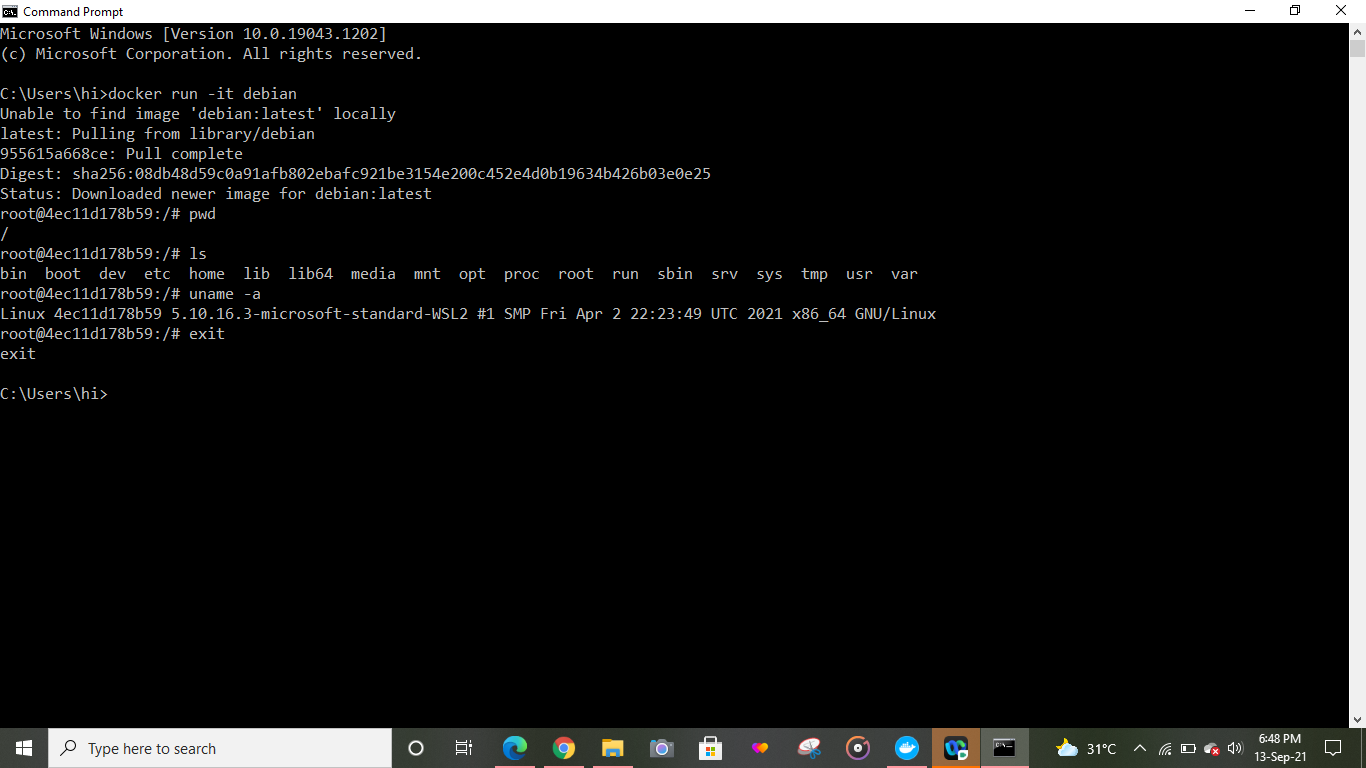 Command Prompt
Microsoft Windows [Version 10.0.19043.1202]
(c) Microsoft Corporation. All rights reserved.
C:\Users\hi>docker run -it debian
Unable to find image 'debian:latest' locally
latest: Pulling from library/debian
955615a668ce: Pull complete
Digest: sha256:08db48d59c0a91afb802ebafc921be3154e200c452e4d0b19634b426b03e0e25
Status: Downloaded newer image for debian:latest
root@4ec11d178b59:/# pwd
/
root@4ec11d178b59:/# ls
bin  boot  dev  etc  home  lib  lib64  media  mnt  opt  proc  root  run  sbin  srv  sys  tmp  usr  var
root@4ec11d178b59:/# uname -a
Linux 4ec11d178b59 5.10.16.3-microsoft-standard-WSL2 #1 SMP Fri Apr 2 22:23:49 UTC 2021 x86_64 GNU/Linux
root@4ec11d178b59:/# exit
exit
C:\Users\hi>
Type here to search
31°C
6:48 PM
13-Sep-21